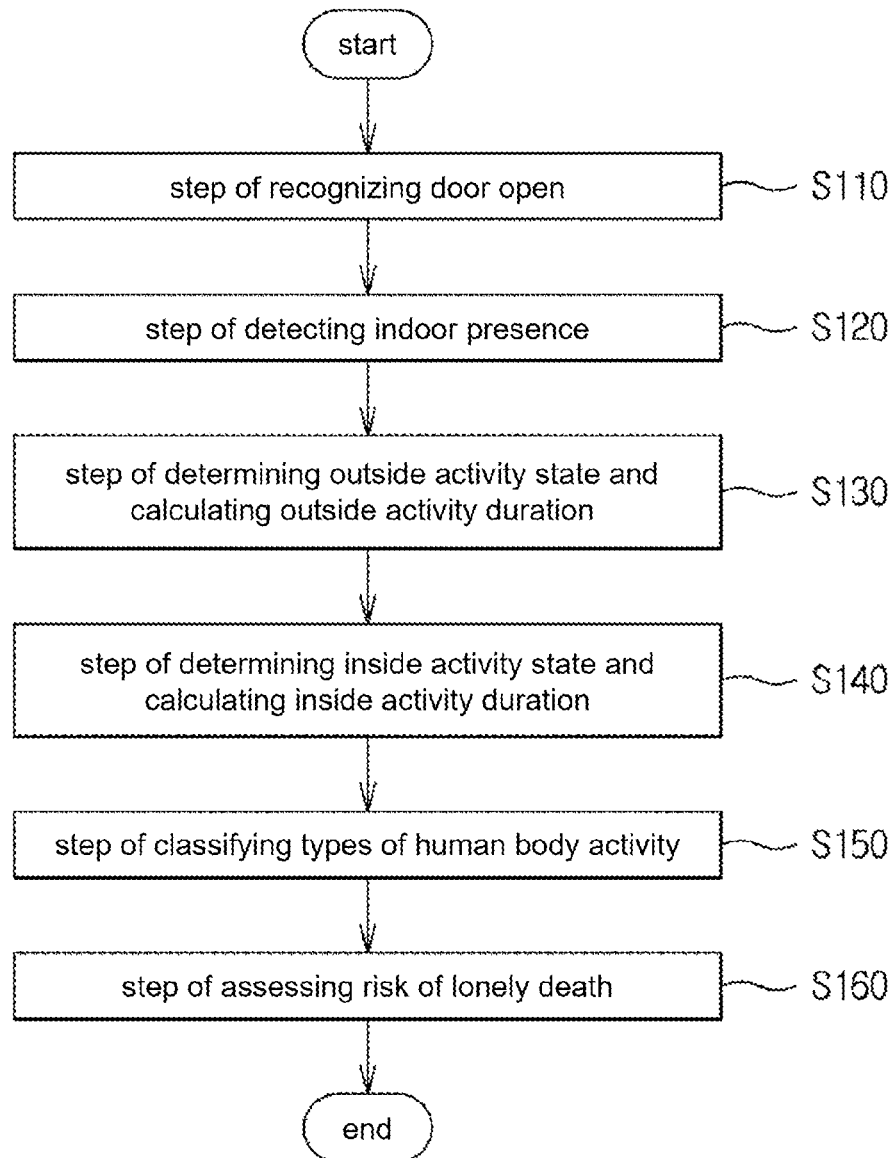 start
step of recognizing door open
S110
step of detecting indoor presence
S120
step of determining outside activity state and
calculating outside activity duration
S130
step of determining inside activity state and
calculating inside activity duration
S140
step of classifying types of human body activity
S150
step of assessing risk of lonely death
S160
end